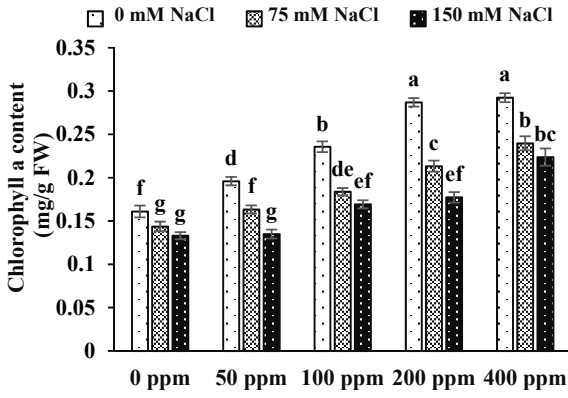 0 mM NaCl 75 mM NaCl 150 mM NaCl
Chlorophyll a content
(mg/g FW)
0.35
0.3
0.25
0.2
0.15
0.1
0.05
0
f g g
d f g
b de ef
a c ef
a b bc
0 ppm 50 ppm 100 ppm 200 ppm 400 ppm